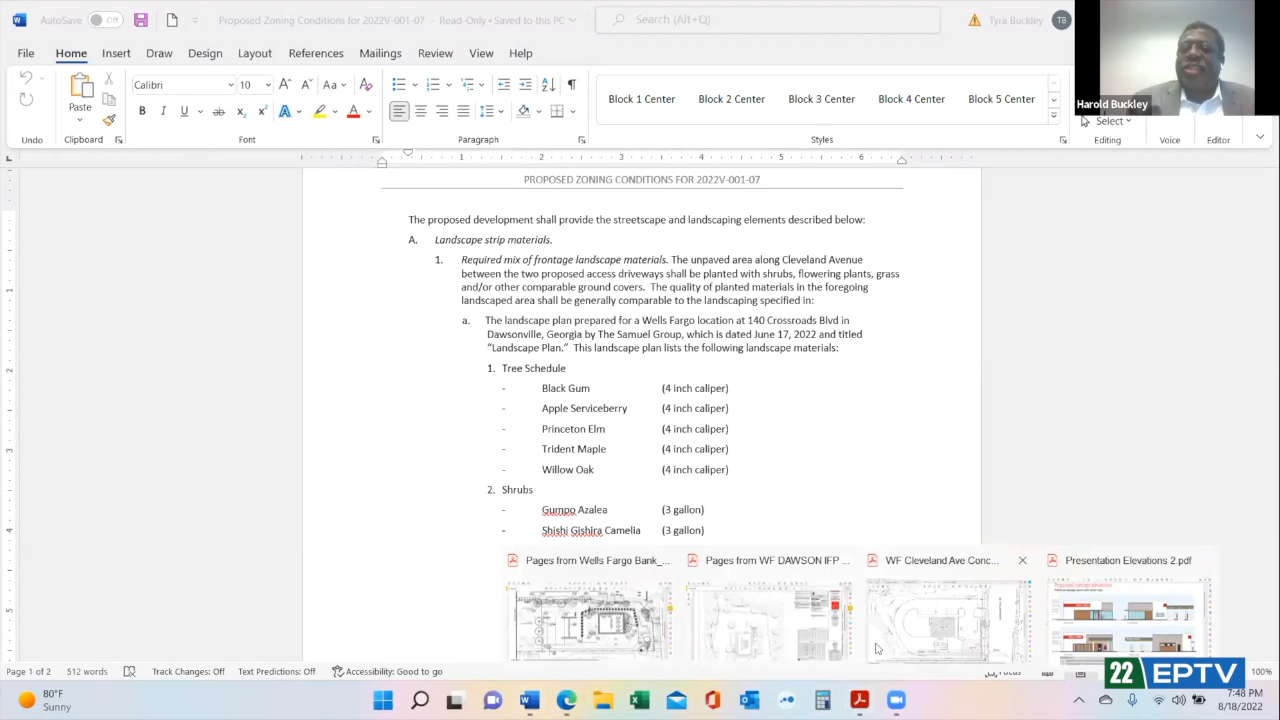 AutoSave Off Proposed Zoning Conditions for 2022V-001-07 - Read-Only • Saved to this PC Search (Alt+Q) Tyra Buckley TB
File Home Insert Draw Design Layout References Mailings Review View Help
Calibri 10
Paste
Block 1 Center Block 2 Center Block 3 Center Block 4 Center Block 5 Center
Harold Buckley
Select
Undo Clipboard Font Paragraph Styles Editing Voice Editor
1 2 3 4 5 6
PROPOSED ZONING CONDITIONS FOR 2022V-001-07
The proposed development shall provide the streetscape and landscaping elements described below:
A. Landscape strip materials.
1. Required mix of frontage landscape materials. The unpaved area along Cleveland Avenue
between the two proposed access driveways shall be planted with shrubs, flowering plants, grass
and/or other comparable ground covers. The quality of planted materials in the foregoing
landscaped area shall be generally comparable to the landscaping specified in:
a. The landscape plan prepared for a Wells Fargo location at 140 Crossroads Blvd in
Dawsonville, Georgia by The Samuel Group, which is dated June 17, 2022 and titled
“Landscape Plan.” This landscape plan lists the following landscape materials:
1. Tree Schedule
- Black Gum (4 inch caliper)
- Apple Serviceberry (4 inch caliper)
- Princeton Elm (4 inch caliper)
- Trident Maple (4 inch caliper)
- Willow Oak (4 inch caliper)
2. Shrubs
- Gumpo Azalea (3 gallon)
- Shishi Gishira Camelia (3 gallon)
Pages from Wells Fargo Bank_... Pages from WF DAWSON IFP ... WF Cleveland Ave Conc... Presentation Elevations 2.pdf
Page 1 of 2 512 words Track Changes: Off Text Prediction: Off Accessibility: Good to go Focus 100%
22 EPTV
80°F
Sunny
7:48 PM
8/18/2022